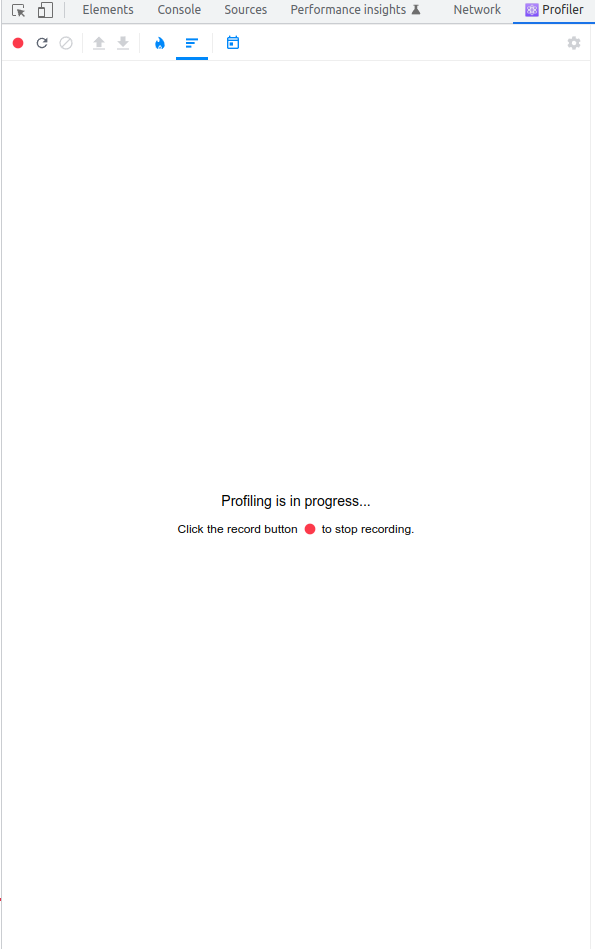 Elements Console Sources Performance insights Network Profiler
Profiling is in progress...
Click the record button to stop recording.